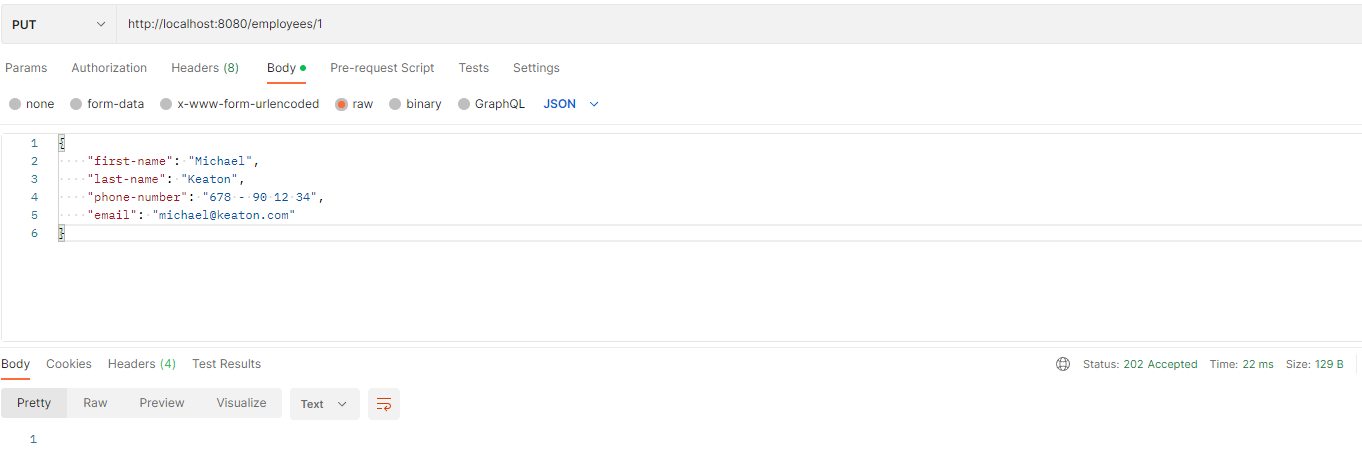 PUT http://localhost:8080/employees/1
Params Authorization Headers (8) Body Pre-request Script Tests Settings
none form-data x-www-form-urlencoded raw binary GraphQL JSON
1 {
2 "first-name": "Michael",
3 "last-name": "Keaton",
4 "phone-number": "678 - 90 12 34",
5 "email": "michael@keaton.com"
6 }
Body Cookies Headers (4) Test Results Status: 202 Accepted Time: 22 ms Size: 129 B
Pretty Raw Preview Visualize Text
1